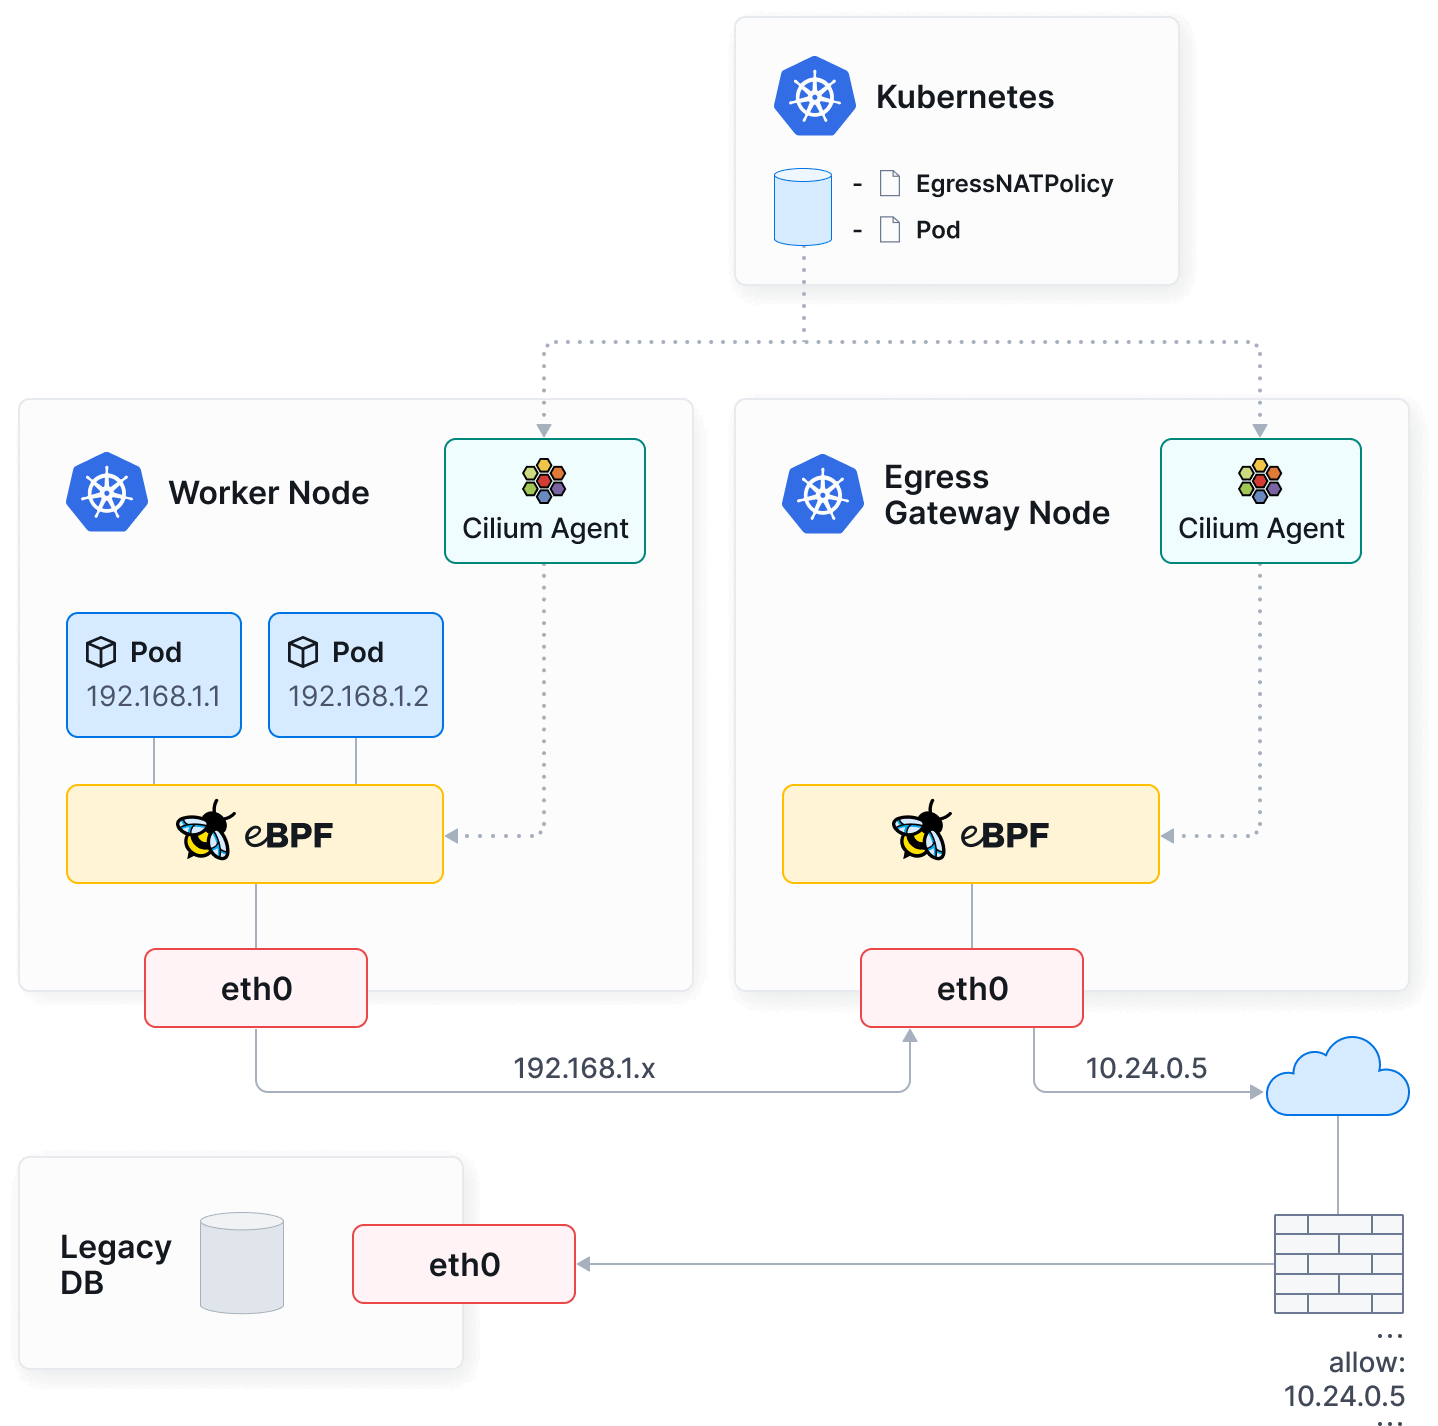 Kubernetes
- EgressNATPolicy
- Pod
Worker Node
Cilium Agent
Egress
Gateway Node
Cilium Agent
Pod
192.168.1.1
Pod
192.168.1.2
eBPF
eBPF
eth0
eth0
192.168.1.x
10.24.0.5
Legacy
DB
eth0
...
allow:
10.24.0.5
...